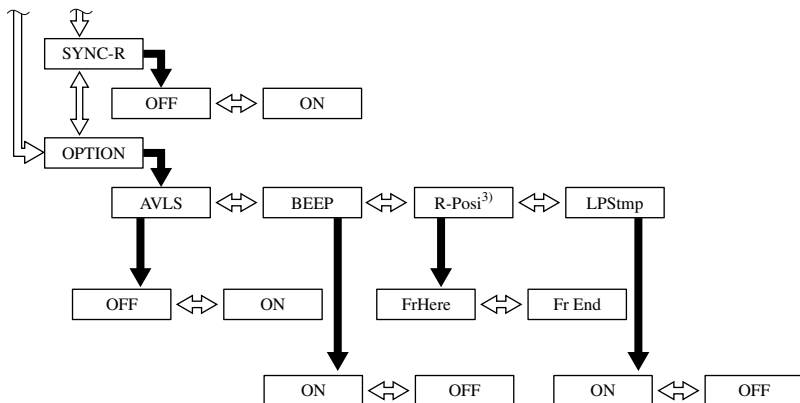 SYNC-R
OFF ON
OPTION
AVLS BEEP R-Posi3) LPStmp
OFF ON FrHere Fr End
ON OFF ON OFF